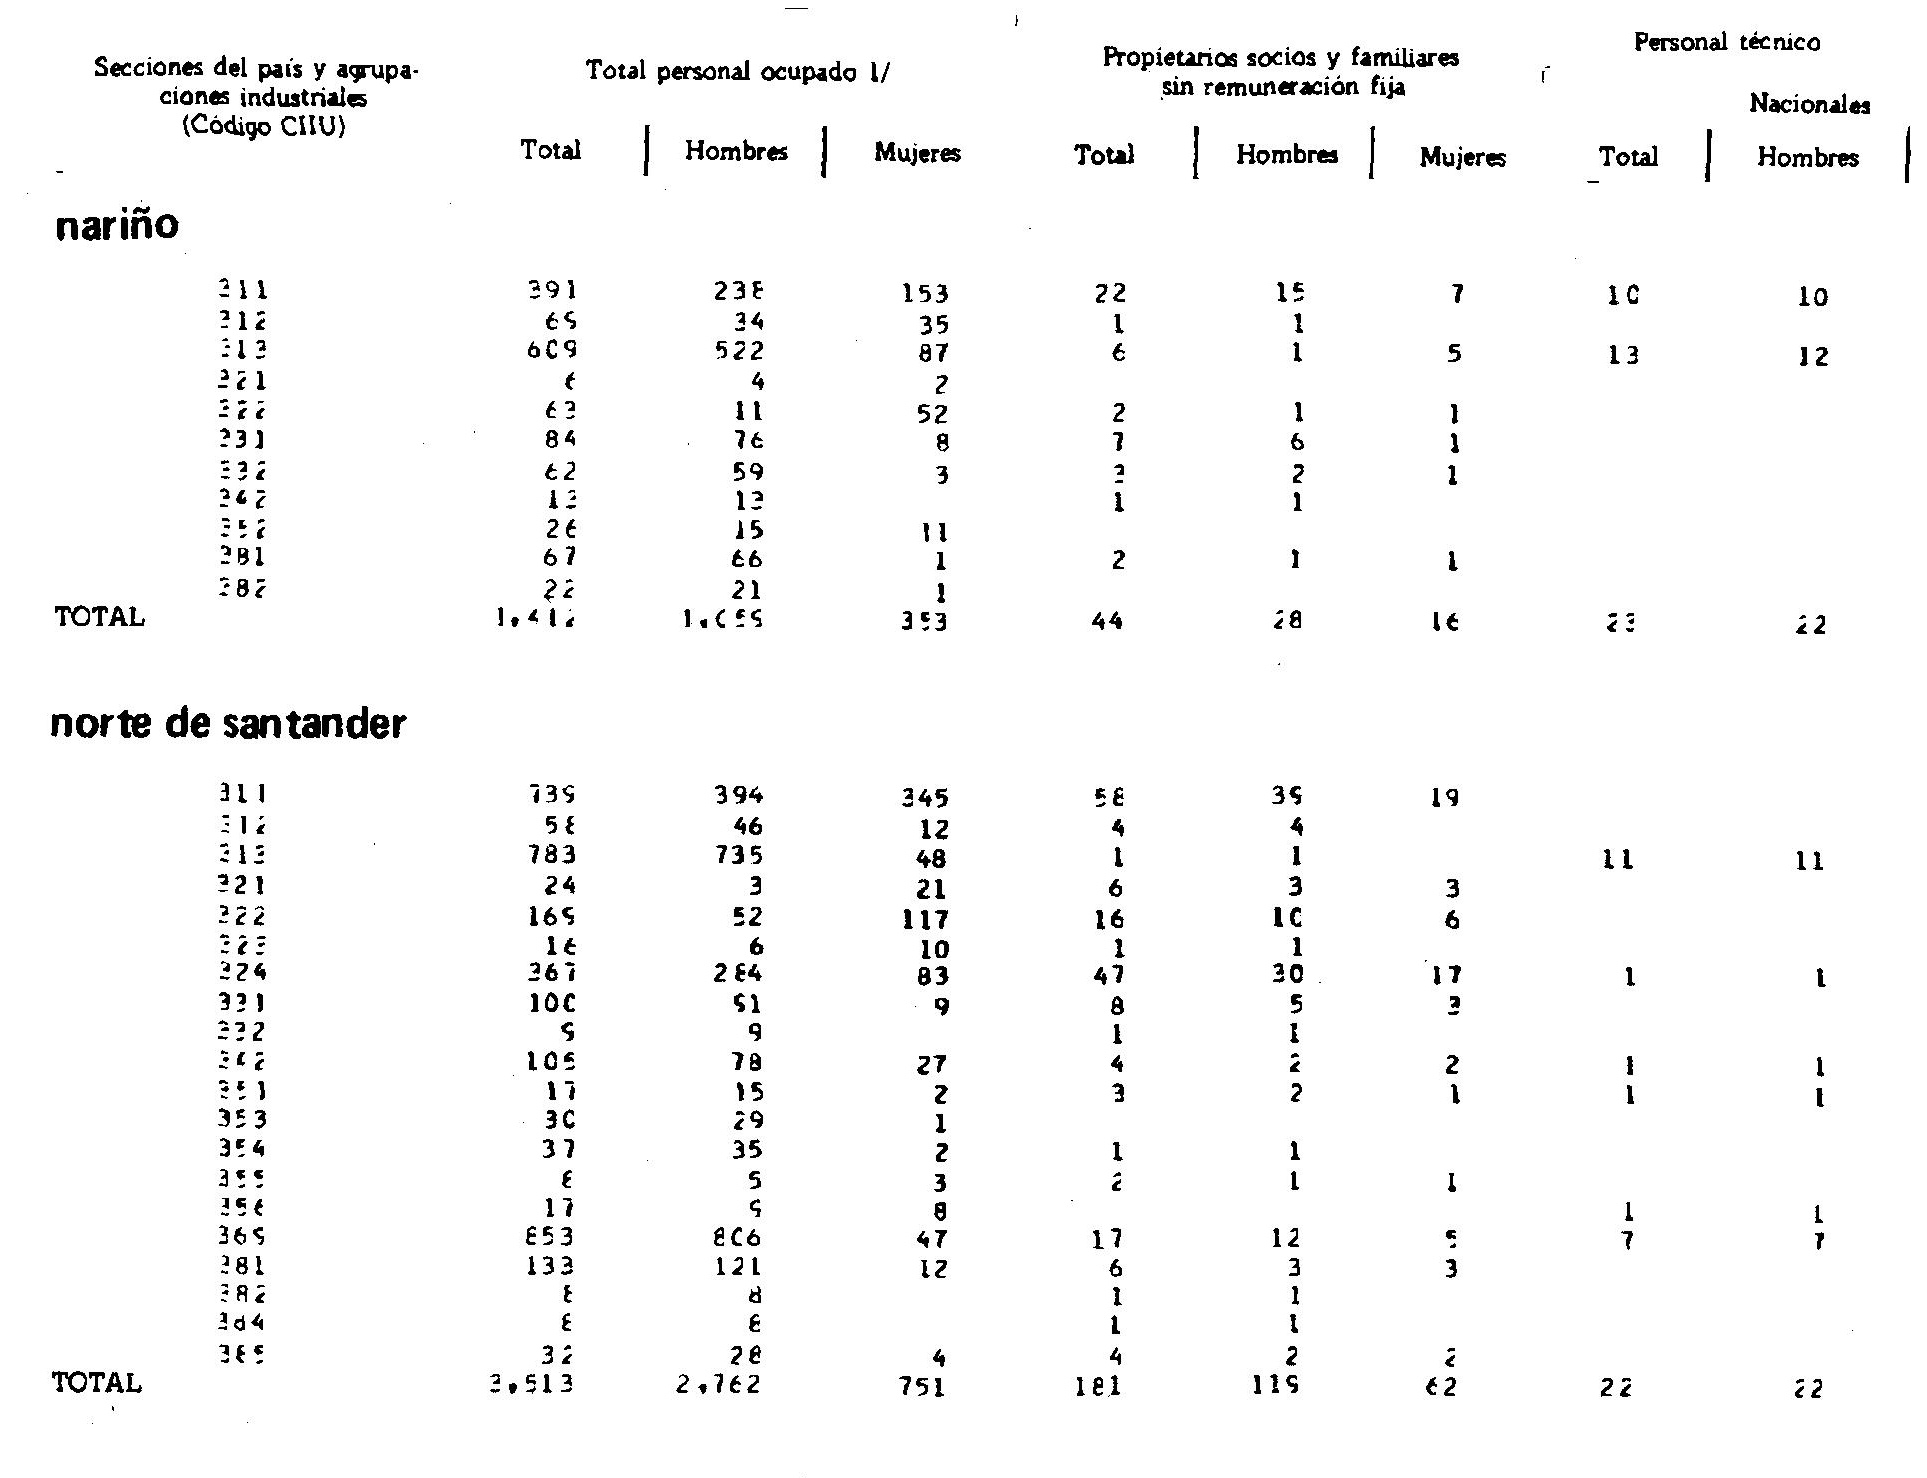 Secciones del país y agrupa-
ciones industriales
(Código CIIU)
Total personal ocupado 1/
Propietarios socios y familiares
sin remuneración fija
Personal técnico
Nacionales
Total Hombres Mujeres Total Hombres Mujeres Total Hombres
nariño
311 391 238 153 22 15 7 10 10
312 69 34 35 1 1
313 609 522 87 6 1 5 13 12
321 6 4 2
322 63 11 52 2 1 1
331 84 76 8 7 6 1
332 62 59 3 3 2 1
342 13 13 1 1
352 26 15 11
381 67 66 1 2 1 1
382 22 21 1
TOTAL 1,412 1,059 353 44 28 16 23 22
norte de santander
311 739 394 345 58 39 19
312 58 46 12 4 4
313 783 735 48 1 1 11 11
321 24 3 21 6 3 3
322 169 52 117 16 10 6
323 16 6 10 1 1
324 367 284 83 47 30 17 1 1
331 100 91 9 8 5 3
332 9 9 1 1
342 105 78 27 4 2 2 1 1
351 17 15 2 3 2 1 1 1
353 30 29 1
354 37 35 2 1 1
355 8 5 3 2 1 1
356 17 9 8 1 1
369 853 806 47 17 12 5 7 7
381 133 121 12 6 3 3
382 8 8 1 1
384 8 8 1 1
385 32 28 4 4 2 2
TOTAL 3,513 2,762 751 181 119 62 22 22